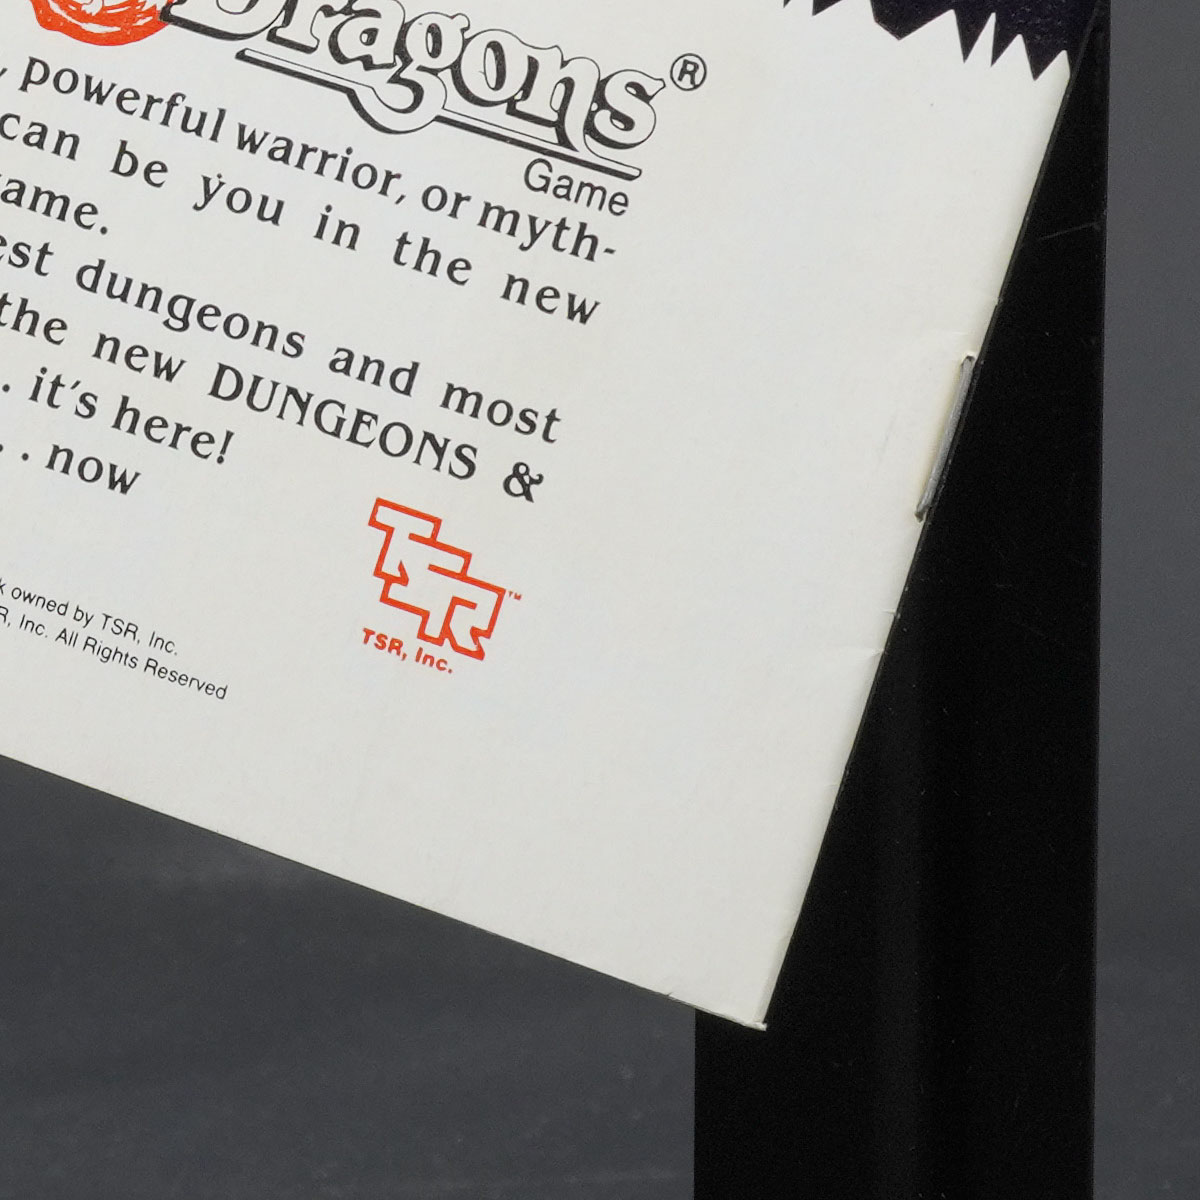 Dragons®
Game
, powerful warrior, or myth-
can be you in the new
ame.
est dungeons and most
the new DUNGEONS &
. it's here!
. . now
TSR™
TSR, Inc.
k owned by TSR, Inc.
R, Inc. All Rights Reserved